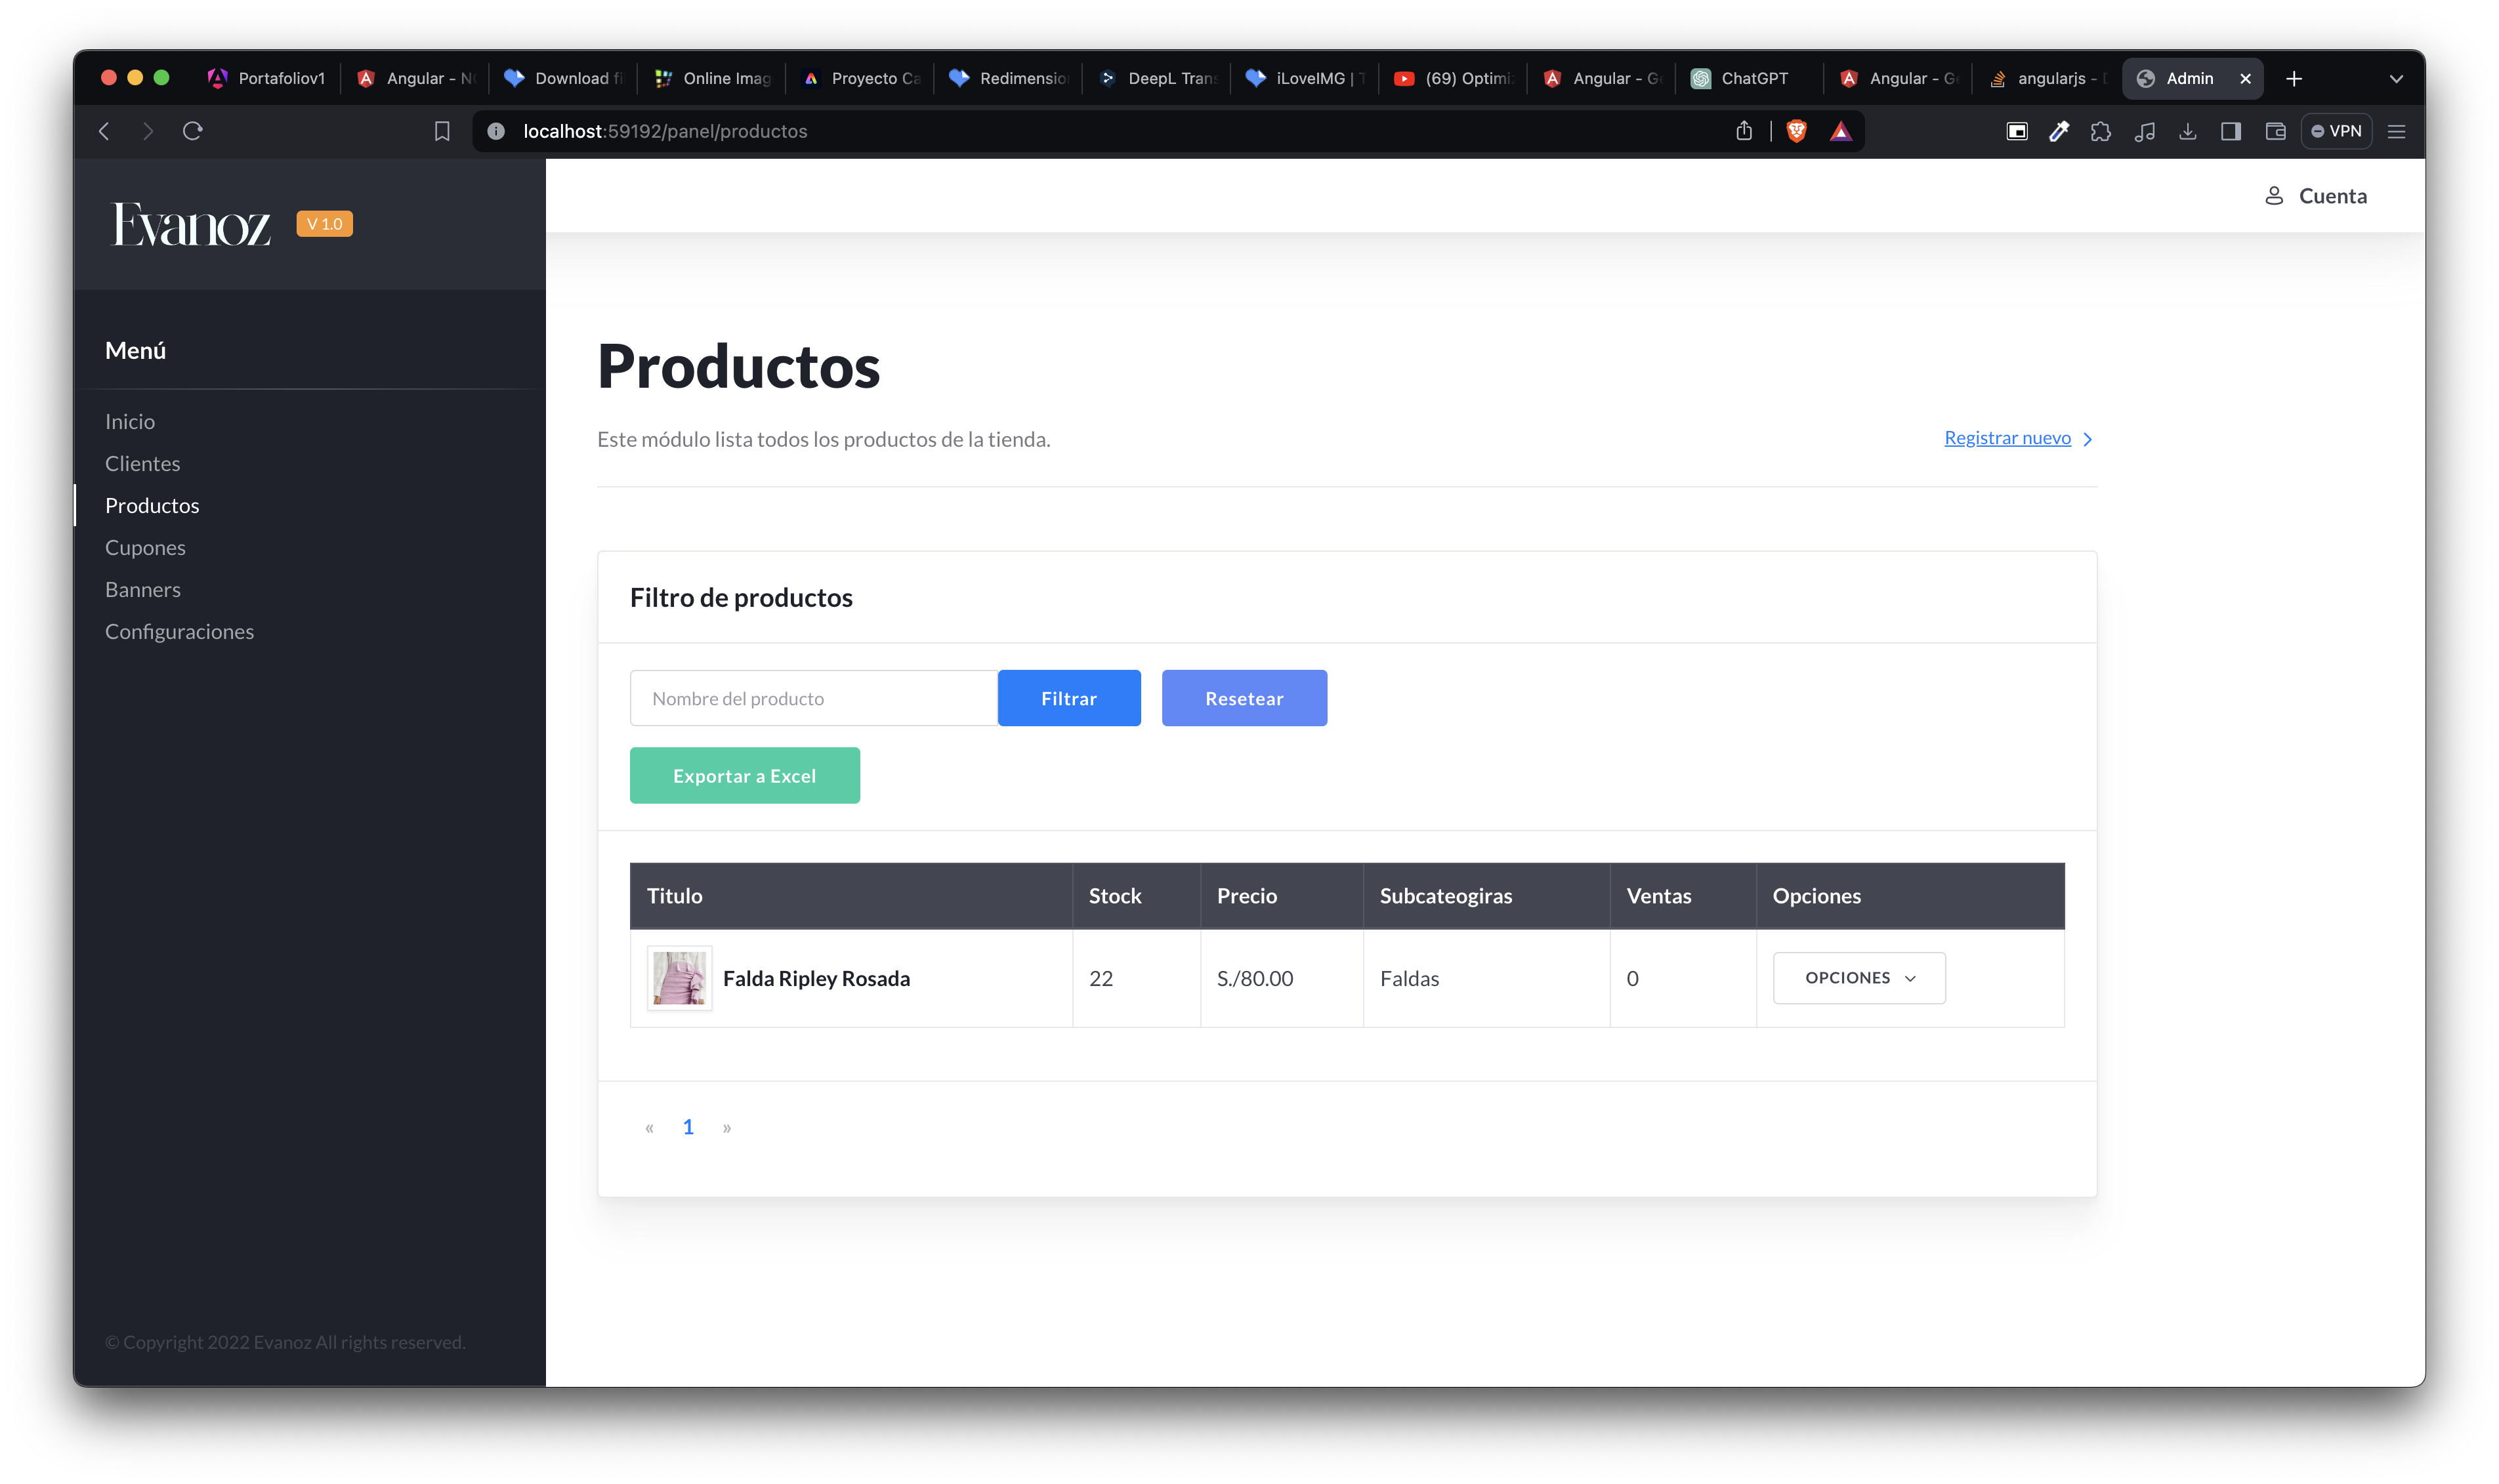 Portafoliov1
Angular - N
Download fi
Online Imag
Proyecto Ca
Redimensio
DeepL Trans
iLoveIMG | T
(69) Optimi
Angular - G
ChatGPT
Angular - G
angularjs -
Admin
localhost:59192/panel/productos
VPN
Evanoz
V 1.0
Cuenta
Menú
Inicio
Clientes
Productos
Cupones
Banners
Configuraciones
© Copyright 2022 Evanoz All rights reserved.
Productos
Este módulo lista todos los productos de la tienda.
Registrar nuevo
Filtro de productos
Nombre del producto
Filtrar
Resetear
Exportar a Excel
Titulo Stock Precio Subcateogiras Ventas Opciones
Falda Ripley Rosada 22 S./80.00 Faldas 0 OPCIONES
« 1 »